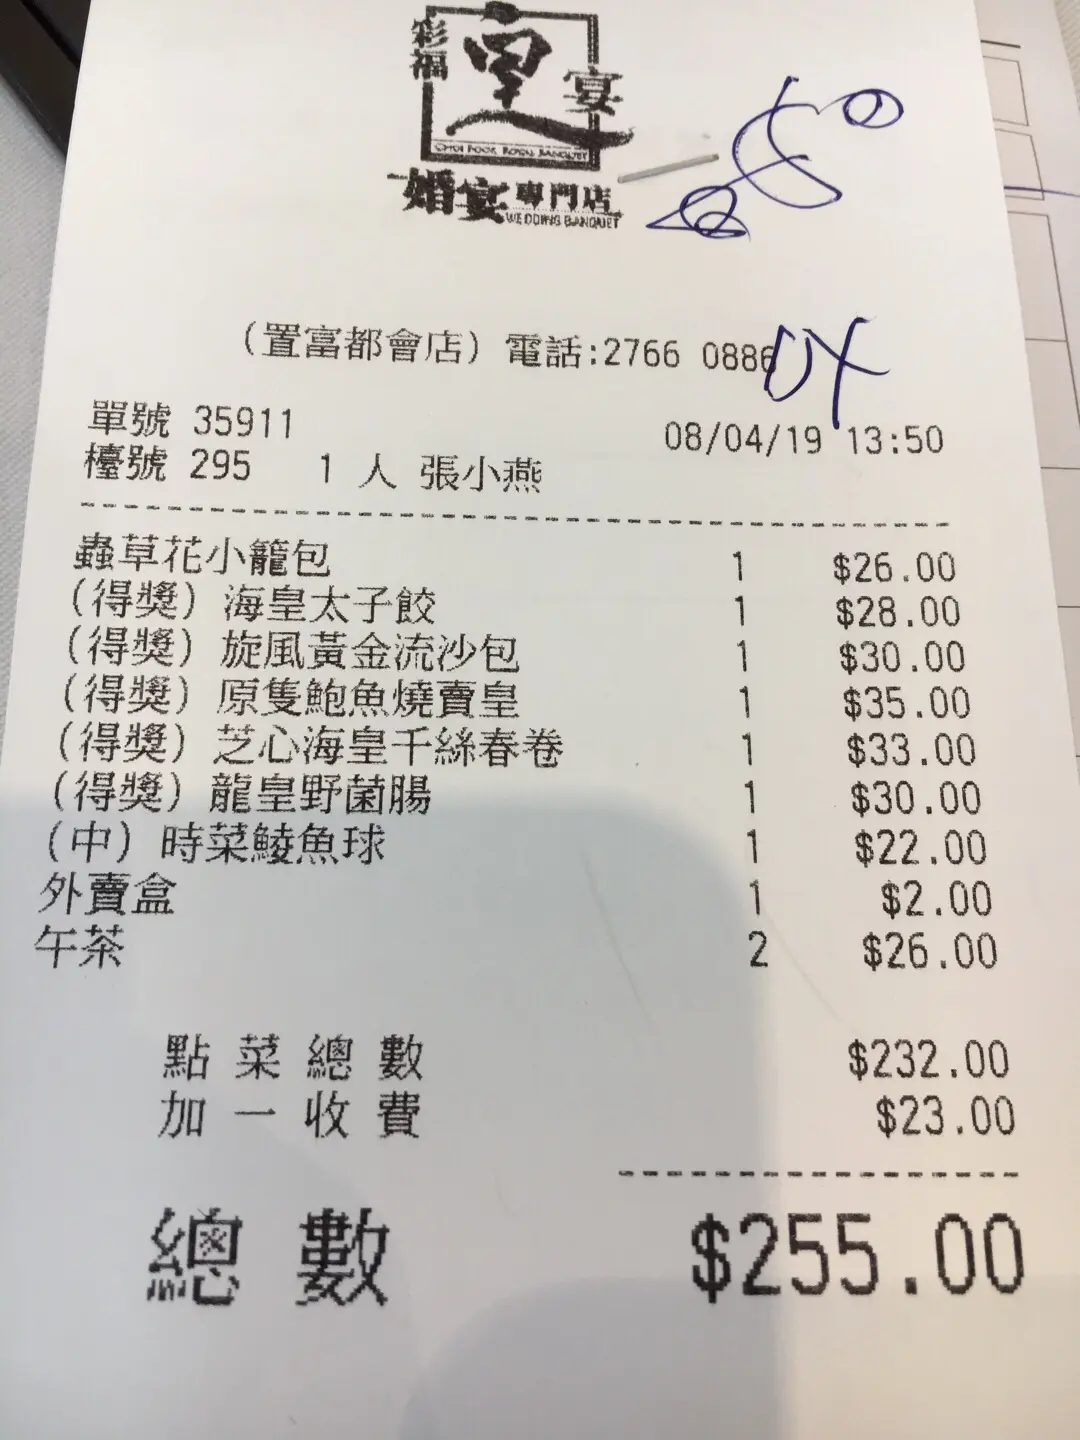 彩福
皇
宴
CHOI FOOK ROYAL BANQUET
婚宴專門店
WEDDING BANQUET
(置富都會店) 電話:2766 0886
單號 35911 08/04/19 13:50
檯號 295 1 人 張小燕
蟲草花小籠包 1 $26.00
(得獎) 海皇太子餃 1 $28.00
(得獎) 旋風黃金流沙包 1 $30.00
(得獎) 原隻鮑魚燒賣皇 1 $35.00
(得獎) 芝心海皇千絲春卷 1 $33.00
(得獎) 龍皇野菌腸 1 $30.00
(中) 時菜鯪魚球 1 $22.00
外賣盒 1 $2.00
午茶 2 $26.00
點菜總數 $232.00
加一收費 $23.00
總數 $255.00